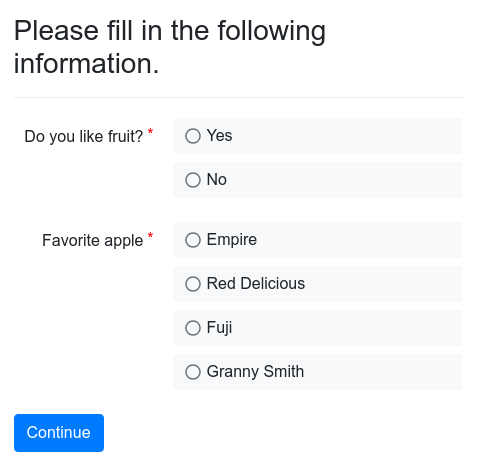 Please fill in the following
information.
Do you like fruit? *
Yes
No
Favorite apple *
Empire
Red Delicious
Fuji
Granny Smith
Continue